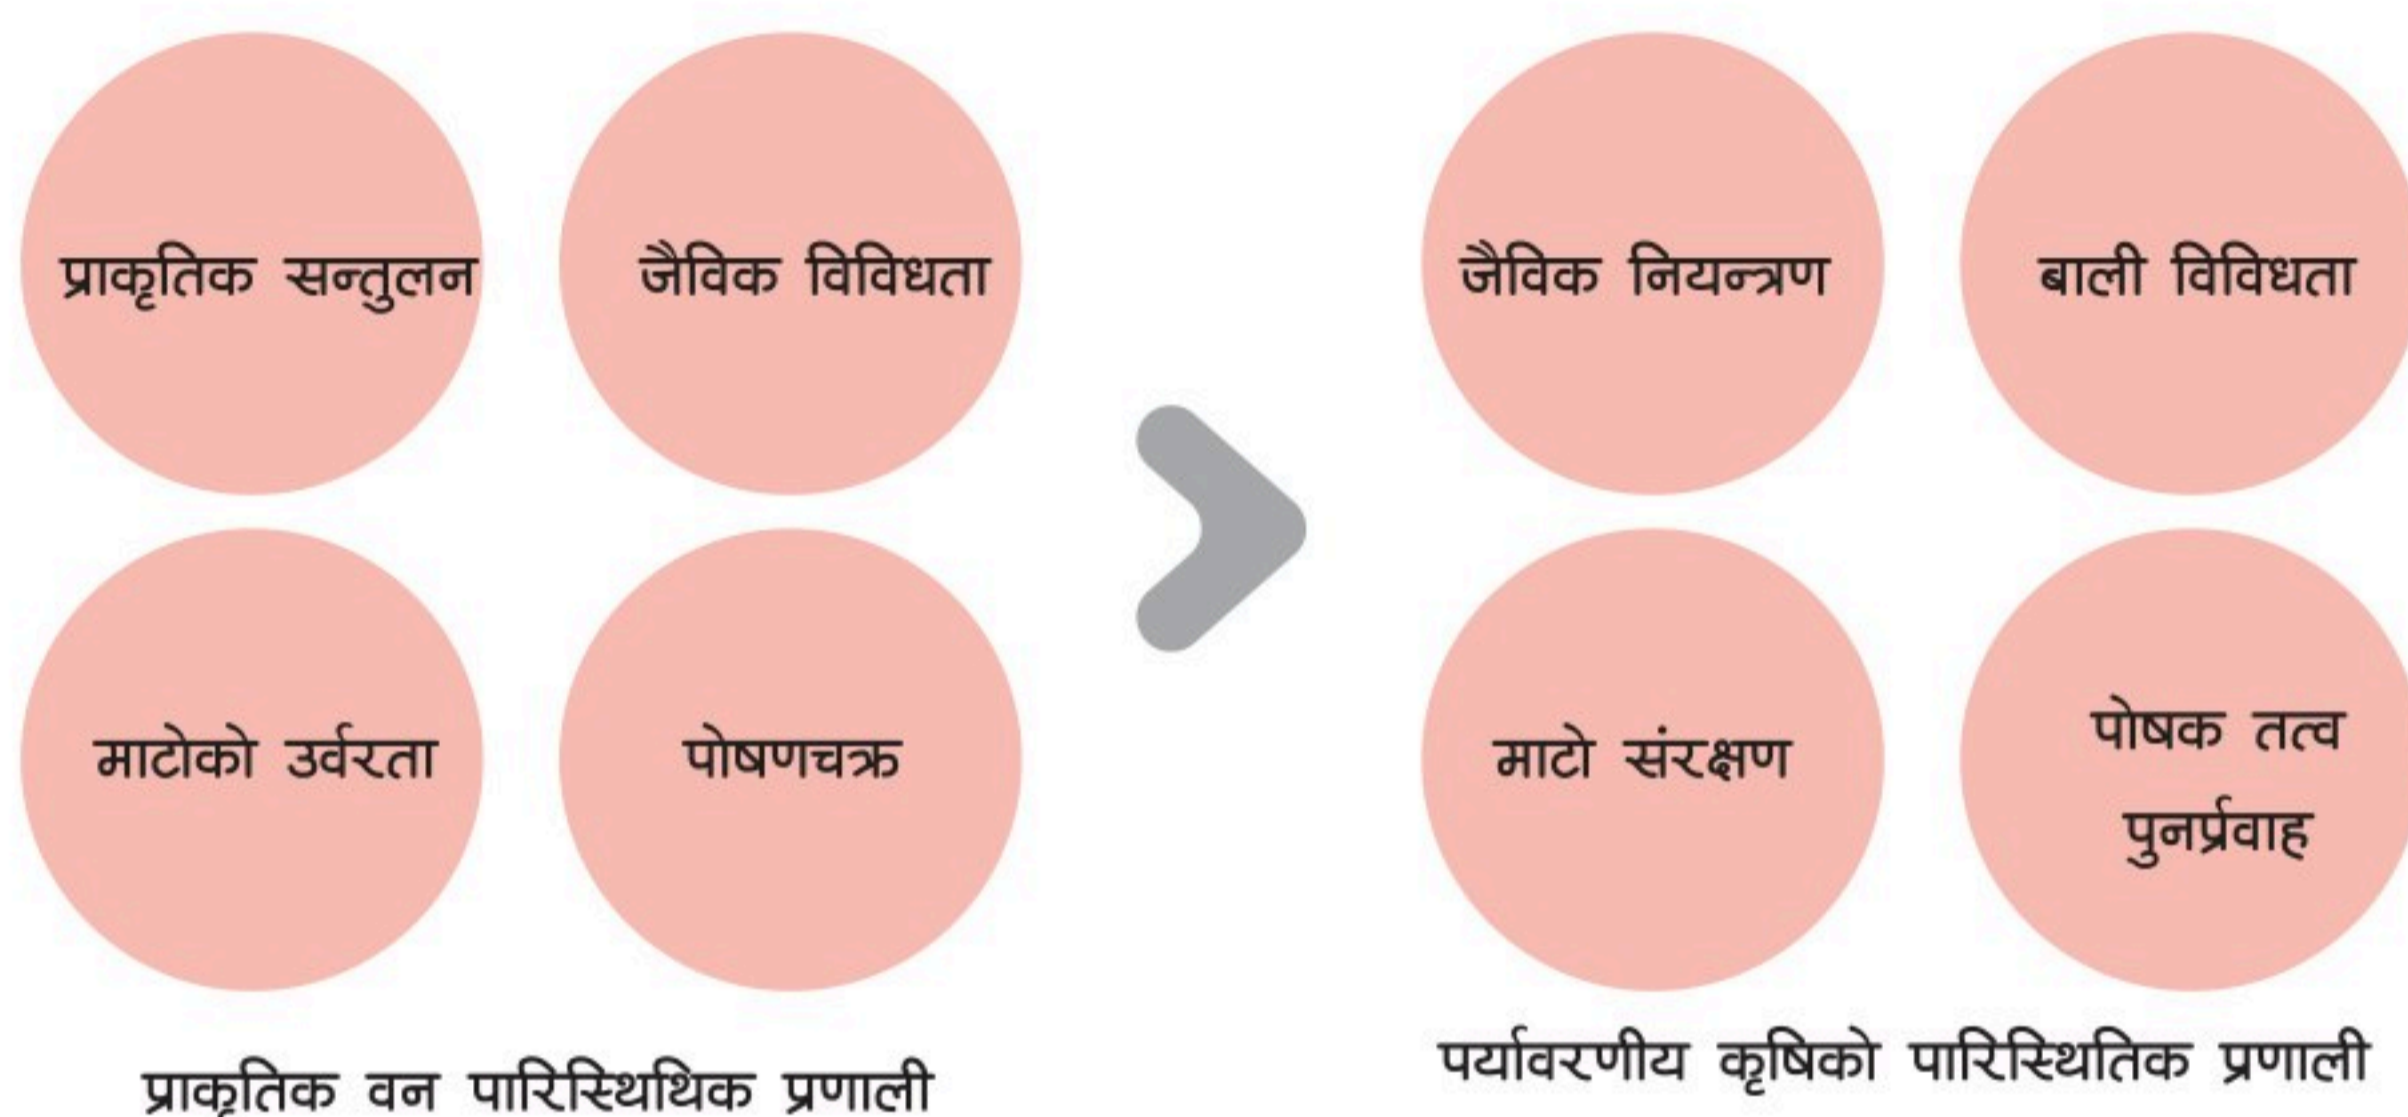 प्राकृतिक सन्तुलन
जैविक विविधता
माटोको उर्वरता
पोषणचक्र
प्राकृतिक वन पारिस्थिथिक प्रणाली
जैविक नियन्त्रण
बाली विविधता
माटो संरक्षण
पोषक तत्व
पुनर्प्रवाह
पर्यावरणीय कृषिको पारिस्थितिक प्रणाली